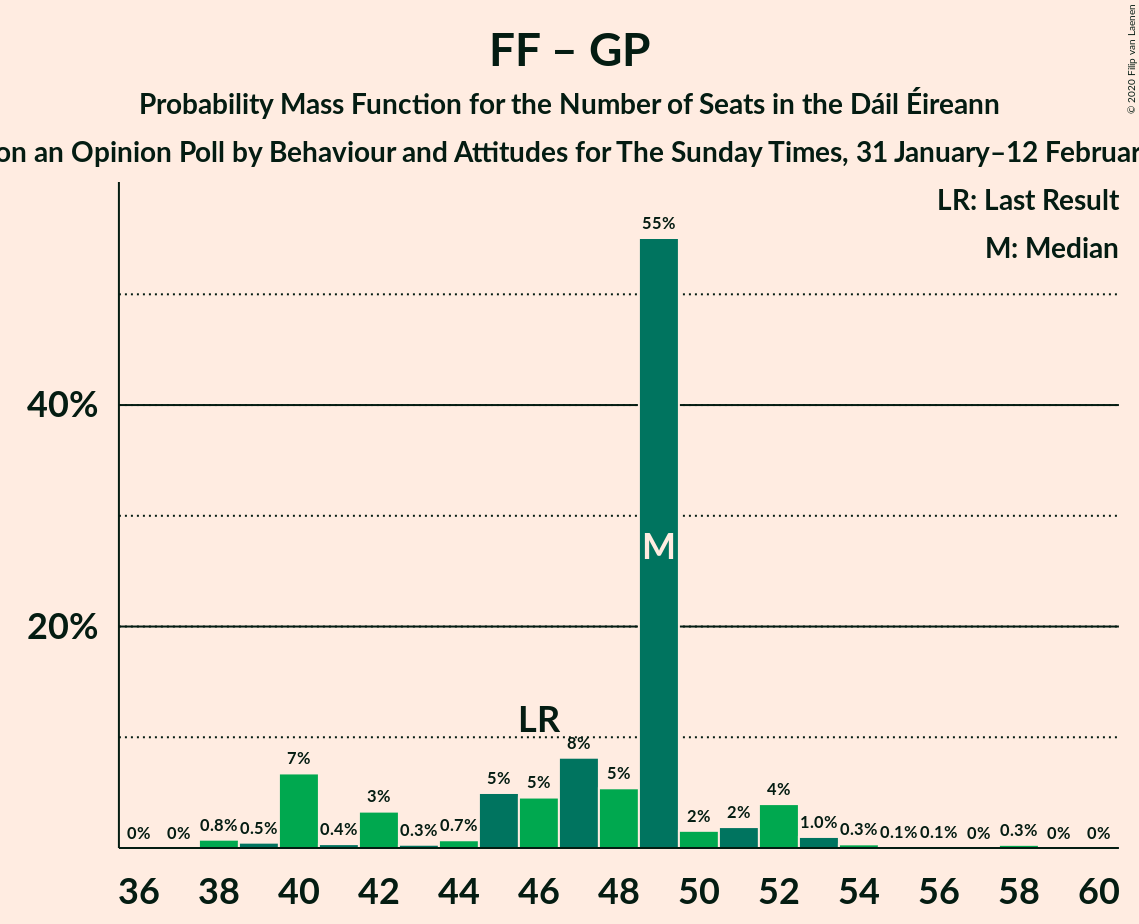 FF – GP
Probability Mass Function for the Number of Seats in the Dáil Éireann
on an Opinion Poll by Behaviour and Attitudes for The Sunday Times, 31 January–12 Februar
© 2020 Filip van Laenen
LR: Last Result
M: Median
55%
40%
M
20%
LR
8%
7%
5% 5% 5%
4%
3%
2% 2%
0% 0% 0.8% 0.5% 0.4% 0.3% 0.7% 1.0% 0.3% 0.1% 0.1% 0% 0.3% 0% 0%
36 38 40 42 44 46 48 50 52 54 56 58 60